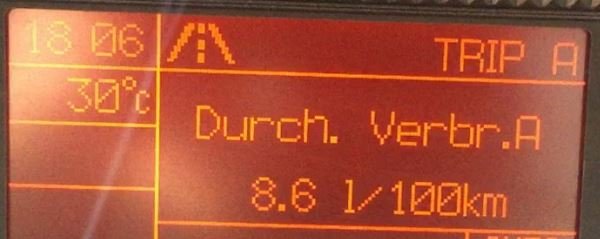 18 06
TRIP A
30°c
Durch. Verbr.A
8.6 l/100km